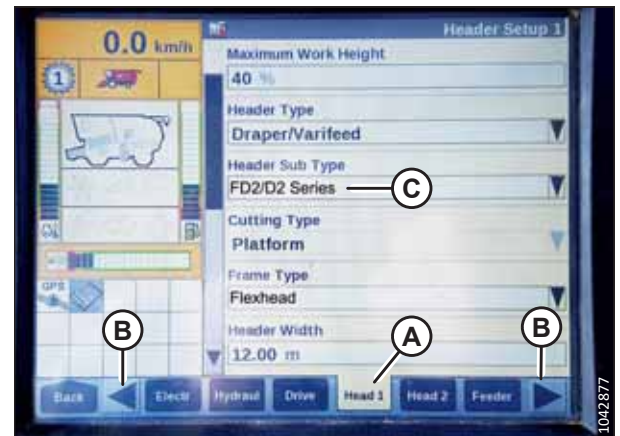 0.0 km/h
Header Setup 1
1
Maximum Work Height
40 %
Header Type
Draper/Varifeed
Header Sub Type
FD2/D2 Series
C
Cutting Type
Platform
Frame Type
Flexhead
GPS
Header Width
12.00 m
B
A
B
Back
Electr
Hydraul
Drive
Head 1
Head 2
Feeder
1042877